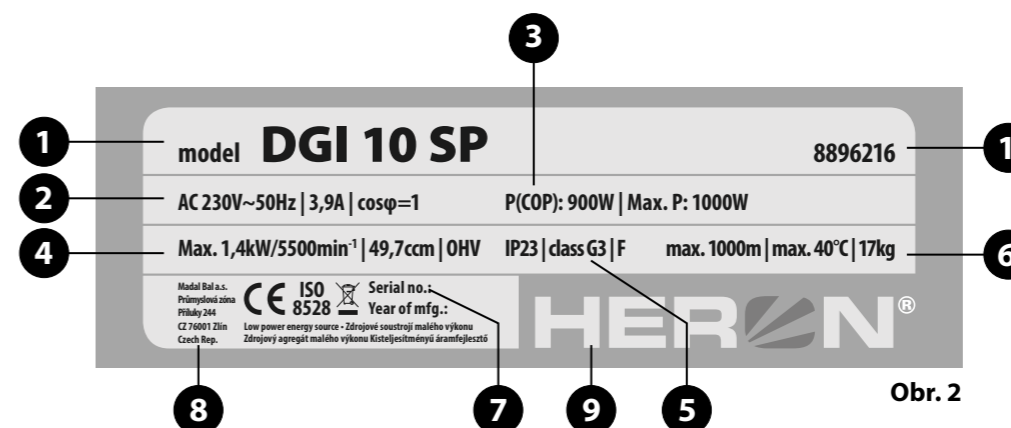 3
1
model DGI 10 SP 8896216
1
2
AC 230V~50Hz | 3,9A | cosφ=1 P(COP): 900W | Max. P: 1000W
4
Max. 1,4kW/5500min⁻¹ | 49,7ccm | OHV IP23 | class G3 | F max. 1000m | max. 40°C | 17kg
6
Madal Bal a.s.
Průmyslová zóna
Příluky 244
CZ 76001 Zlín
Czech Rep.
CE ISO
8528
Serial no.:
Year of mfg.:
Low power energy source - Zdrojové soustrojí malého výkonu
Zdrojový agregát malého výkonu Kisteljesítményű áramfejlesztő
HERON®
8
7
9
5
Obr. 2